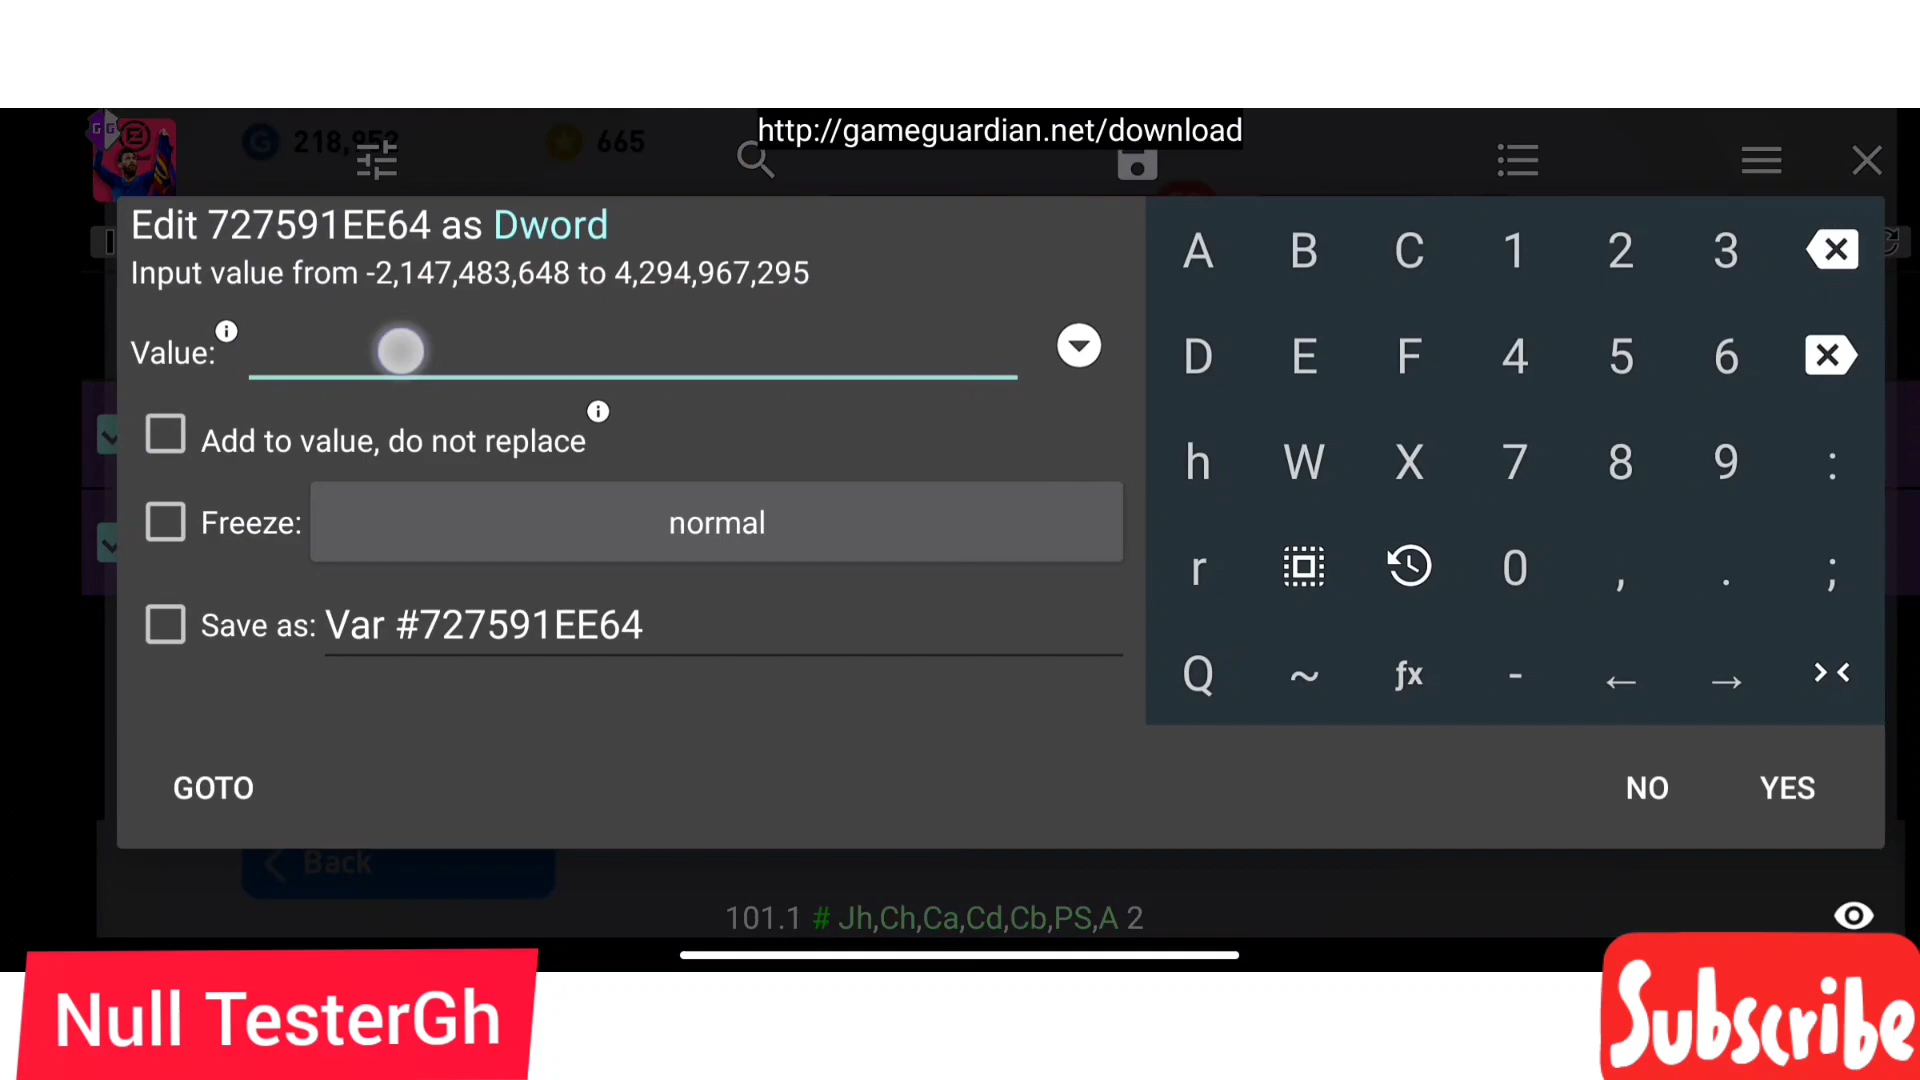 http://gameguardian.net/download
665
Edit 727591EE64 as Dword
Input value from -2,147,483,648 to 4,294,967,295
Value:
Add to value, do not replace
Freeze: normal
Save as: Var #727591EE64
A B C 1 2 3
D E F 4 5 6
h W X 7 8 9 :
r 0 , . ;
Q ~ ƒx - ← → ><
GOTO NO YES
Back
101.1 # Jh,Ch,Ca,Cd,Cb,PS,A 2
Null TesterGh
Subscribe